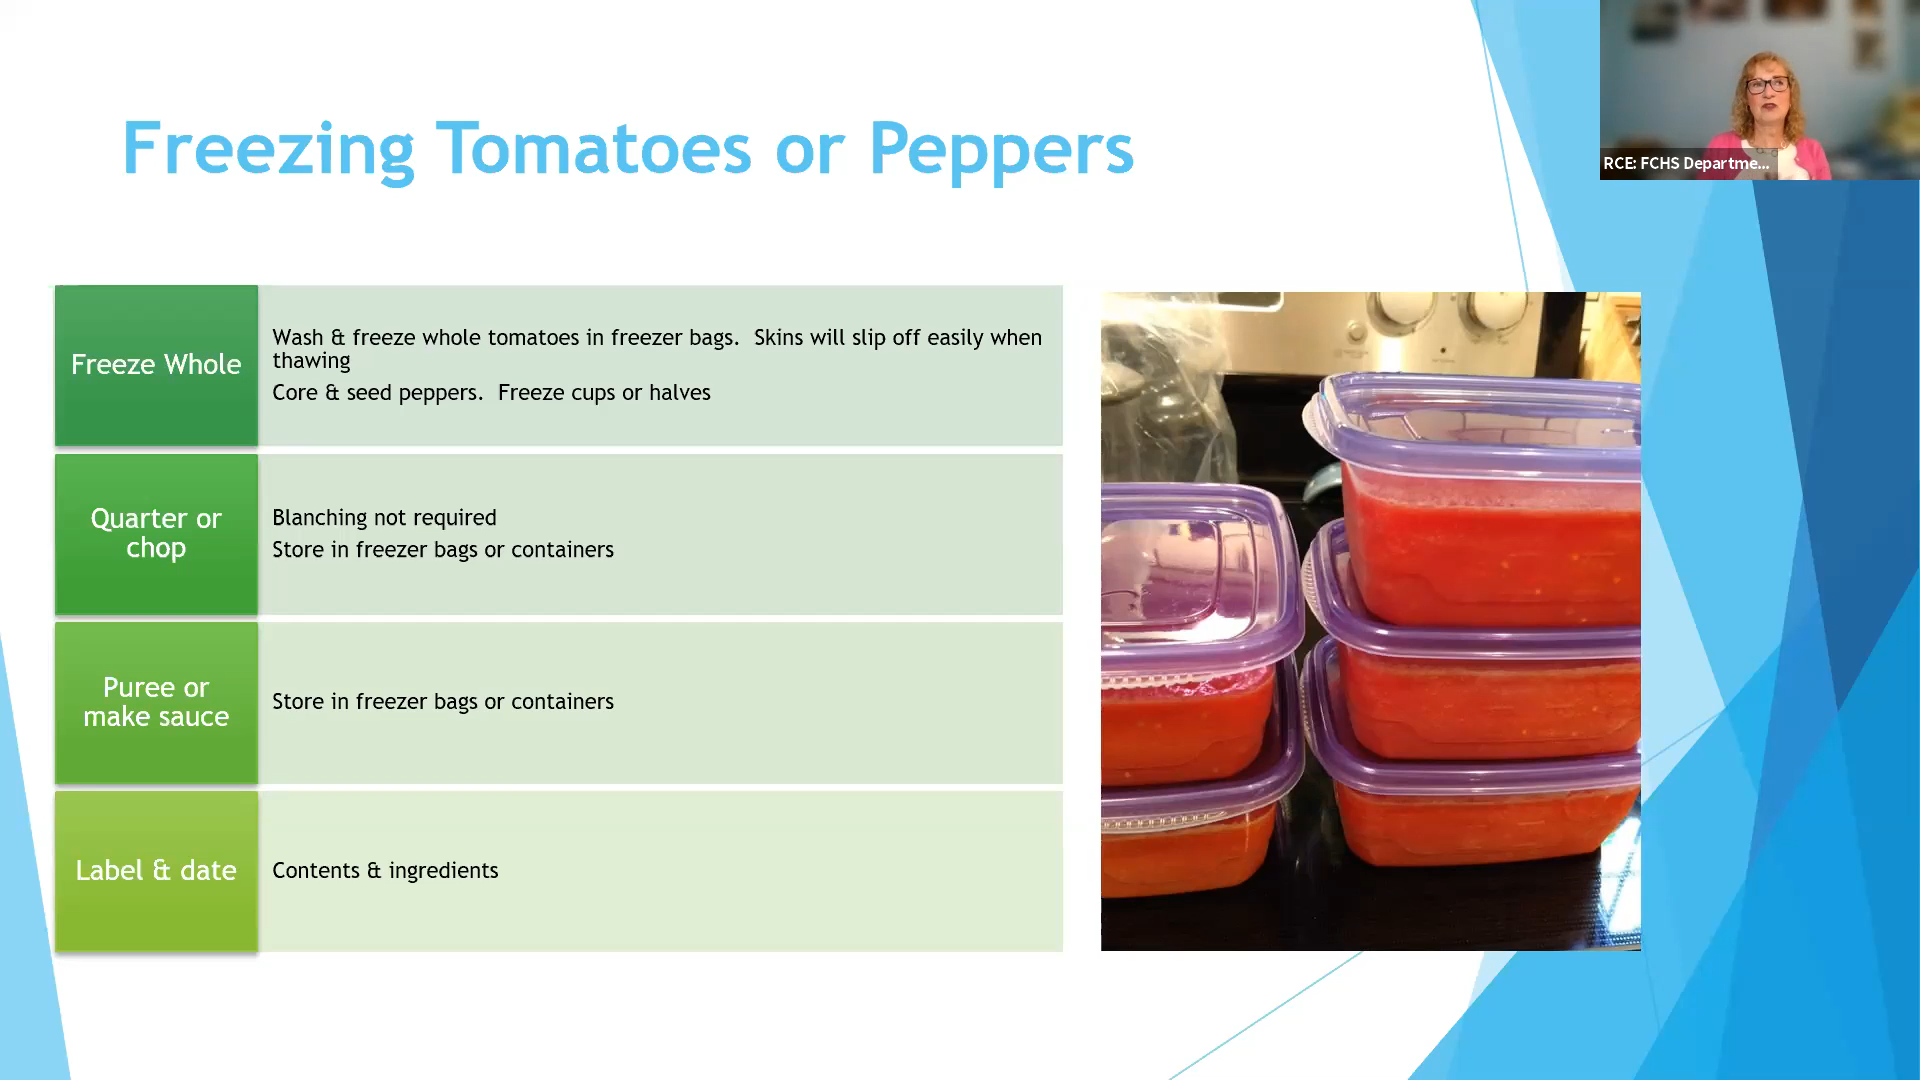 Freezing Tomatoes or Peppers
RCE: FCHS Departme...
Freeze Whole
Wash & freeze whole tomatoes in freezer bags.  Skins will slip off easily when
thawing
Core & seed peppers.  Freeze cups or halves
Quarter or
chop
Blanching not required
Store in freezer bags or containers
Puree or
make sauce
Store in freezer bags or containers
Label & date
Contents & ingredients